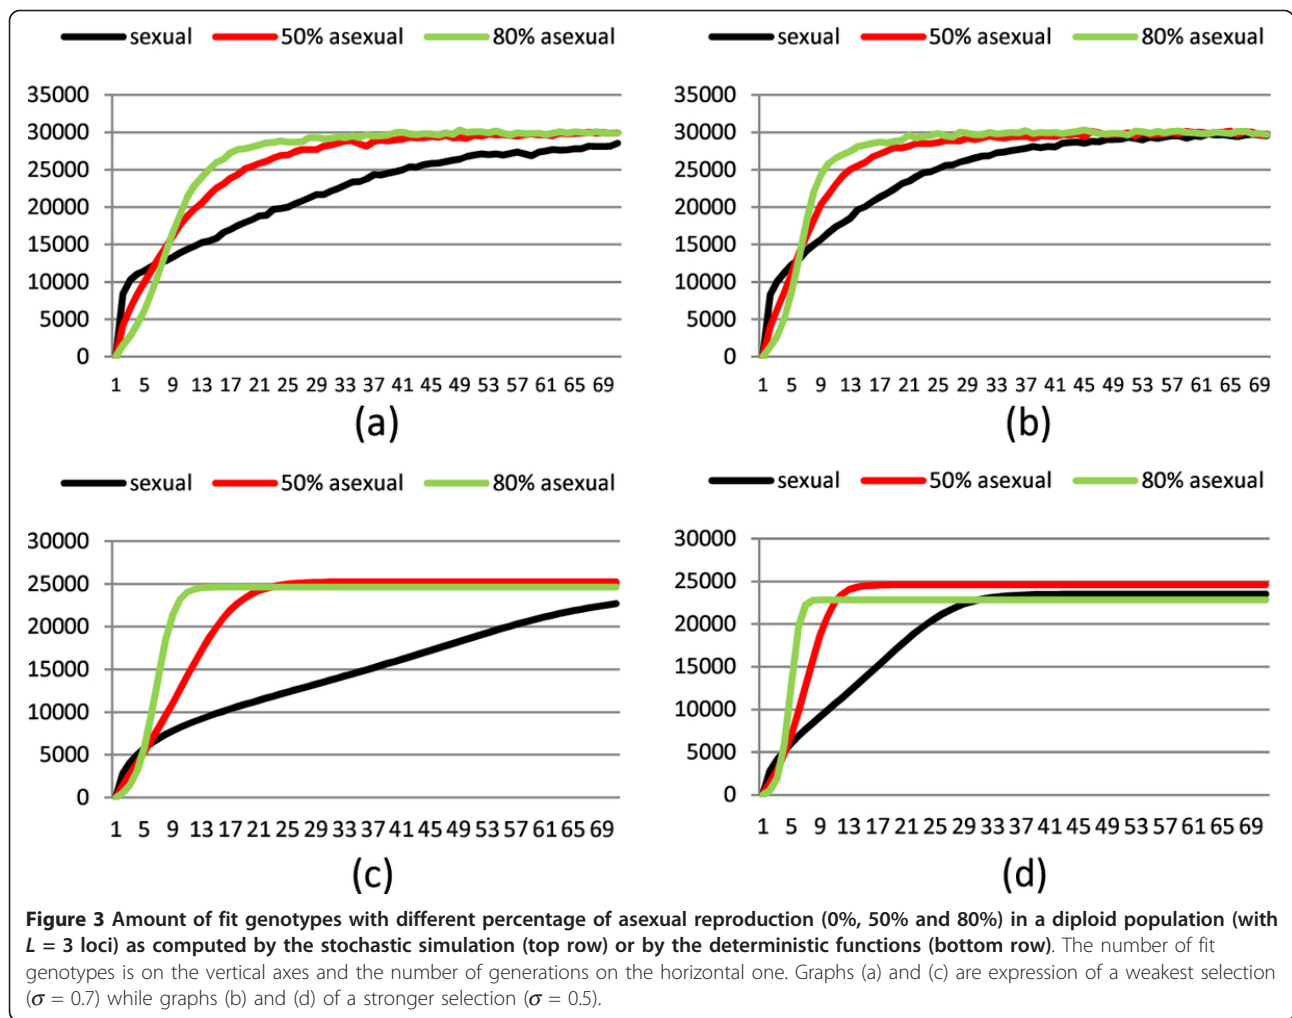 sexual 50% asexual 80% asexual
35000
30000
25000
20000
15000
10000
5000
0
1 5 9 13 17 21 25 29 33 37 41 45 49 53 57 61 65 69
(a)
sexual 50% asexual 80% asexual
35000
30000
25000
20000
15000
10000
5000
0
1 5 9 13 17 21 25 29 33 37 41 45 49 53 57 61 65 69
(b)
sexual 50% asexual 80% asexual
30000
25000
20000
15000
10000
5000
0
1 5 9 13 17 21 25 29 33 37 41 45 49 53 57 61 65 69
(c)
sexual 50% asexual 80% asexual
30000
25000
20000
15000
10000
5000
0
1 5 9 13 17 21 25 29 33 37 41 45 49 53 57 61 65 69
(d)
Figure 3 Amount of fit genotypes with different percentage of asexual reproduction (0%, 50% and 80%) in a diploid population (with
L = 3 loci) as computed by the stochastic simulation (top row) or by the deterministic functions (bottom row). The number of fit
genotypes is on the vertical axes and the number of generations on the horizontal one. Graphs (a) and (c) are expression of a weakest selection
(σ = 0.7) while graphs (b) and (d) of a stronger selection (σ = 0.5).